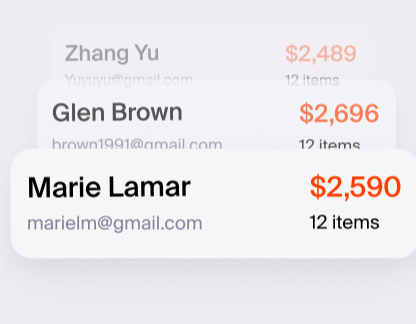 Zhang Yu $2,489
Yuyuyu@gmail.com 12 items
Glen Brown $2,696
brown1991@gmail.com 12 items
Marie Lamar $2,590
marielm@gmail.com 12 items